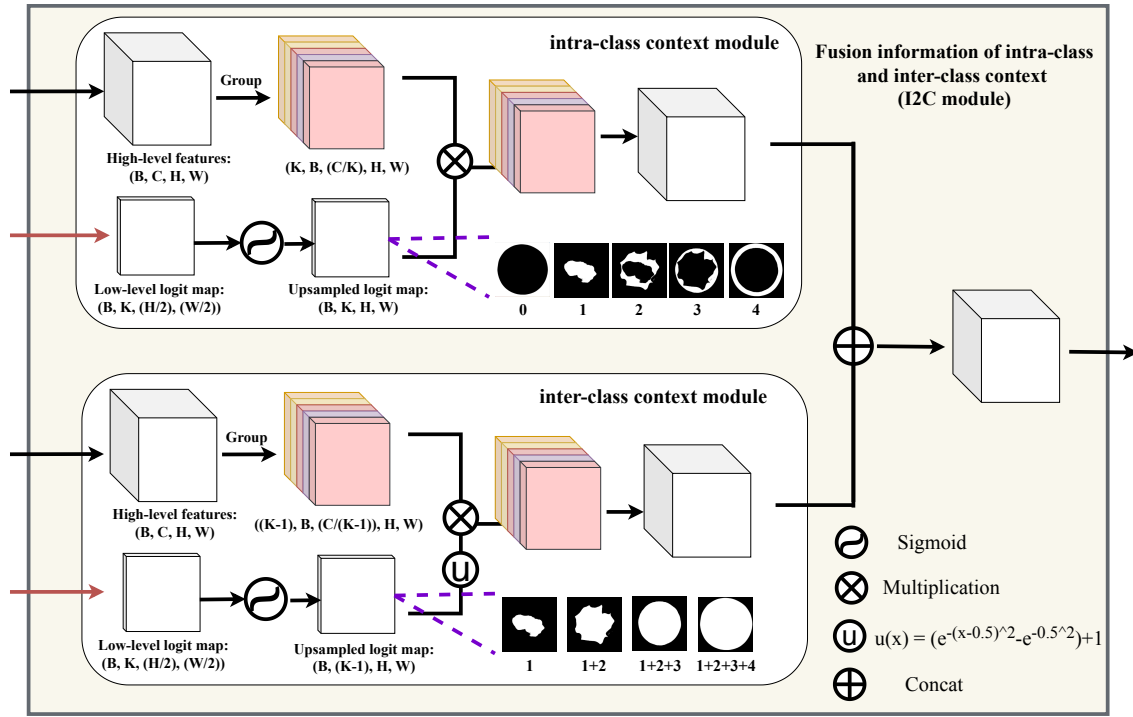 intra-class context module
Group
High-level features:
(B, C, H, W)
(K, B, (C/K), H, W)
Low-level logit map:
(B, K, (H/2), (W/2))
Upsampled logit map:
(B, K, H, W)
0 1 2 3 4
Fusion information of intra-class
and inter-class context
(I2C module)
inter-class context module
Group
High-level features:
(B, C, H, W)
((K-1), B, (C/(K-1)), H, W)
u
Low-level logit map:
(B, K, (H/2), (W/2))
Upsampled logit map:
(B, (K-1), H, W)
1 1+2 1+2+3 1+2+3+4
Sigmoid
Multiplication
u u(x) = (e^-(x-0.5)^2-e^-0.5^2)+1
Concat